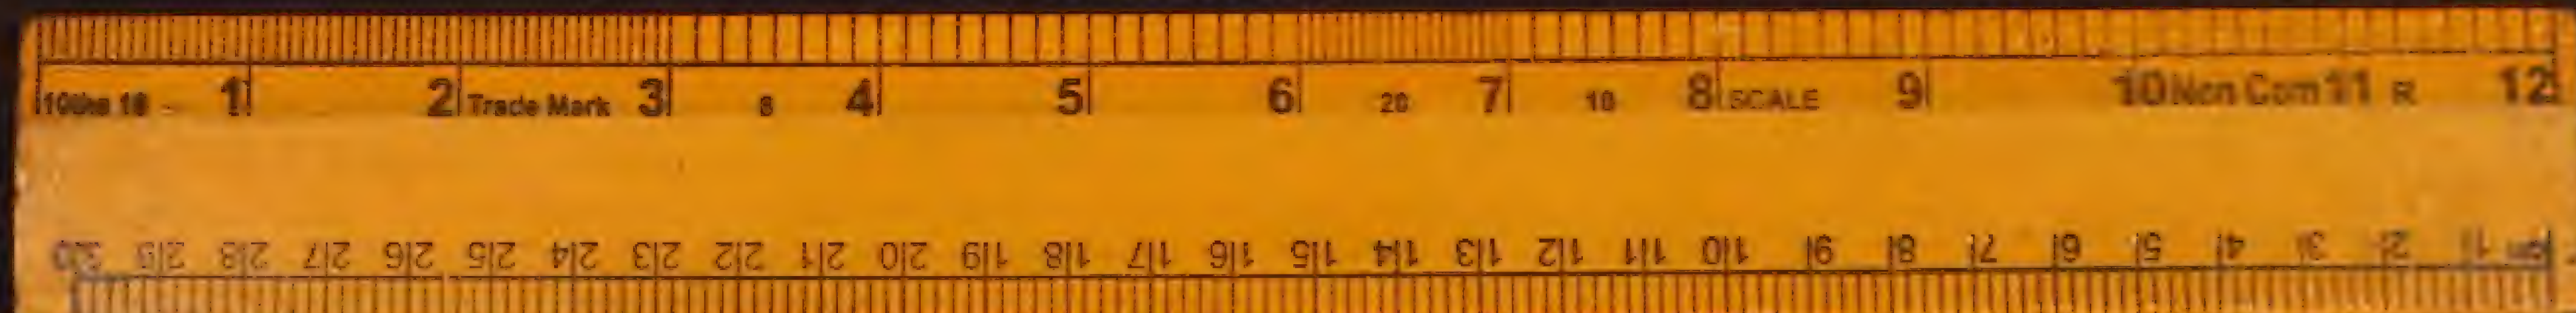 10ths 16 1 2 Trade Mark 3 8 4 5 6 20 7 10 8 SCALE 9 10 Non Com 11 R 12
cm 1 2 3 4 5 6 7 8 9 10 11 12 13 14 15 16 17 18 19 20 21 22 23 24 25 26 27 28 29 30